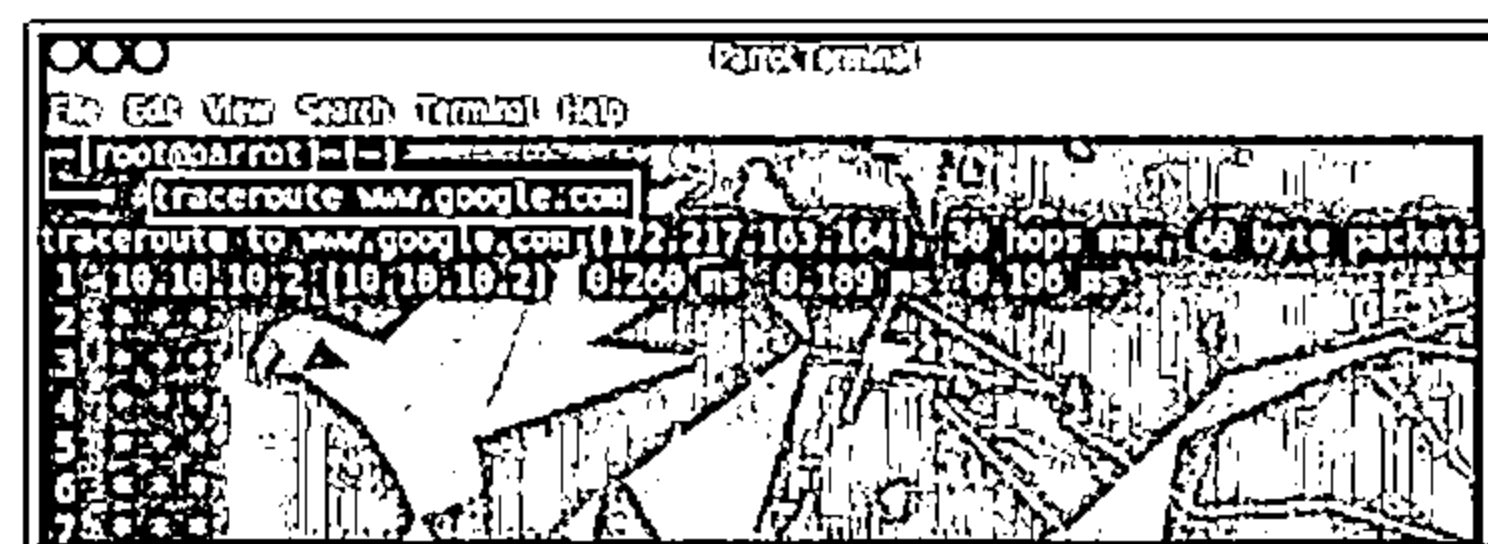 Parrot Terminal
File Edit View Search Terminal Help
[root@parrot]-[~]
#traceroute www.google.com
traceroute to www.google.com (172.217.163.164), 30 hops max, 60 byte packets
1 10.10.10.2 (10.10.10.2) 0.260 ms 0.189 ms 0.196 ms
2 * * *
3 * * *
4 * * *
5 * * *
6 * * *
7 * * *